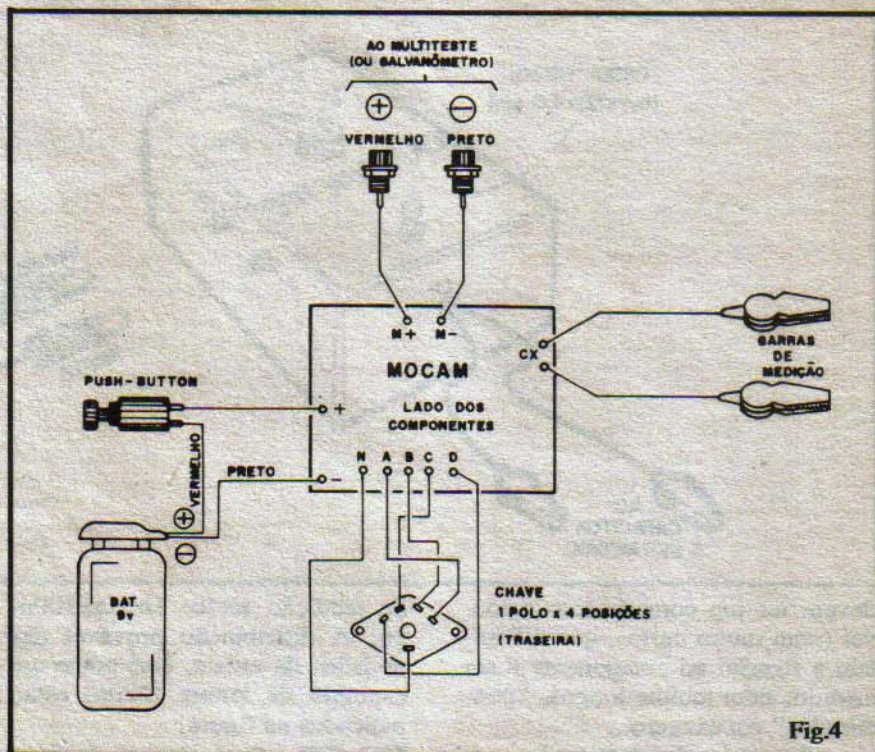 AO MULTITESTE
(OU GALVANÔMETRO)
+ −
VERMELHO PRETO
M+ M−
CX
GARRAS
DE
MEDIÇÃO
MOCAM
PUSH-BUTTON
+
LADO DOS
COMPONENTES
VERMELHO
PRETO
−
N A B C D
+
−
BAT.
9v
CHAVE
1 POLO x 4 POSIÇÕES
(TRASEIRA)
Fig.4